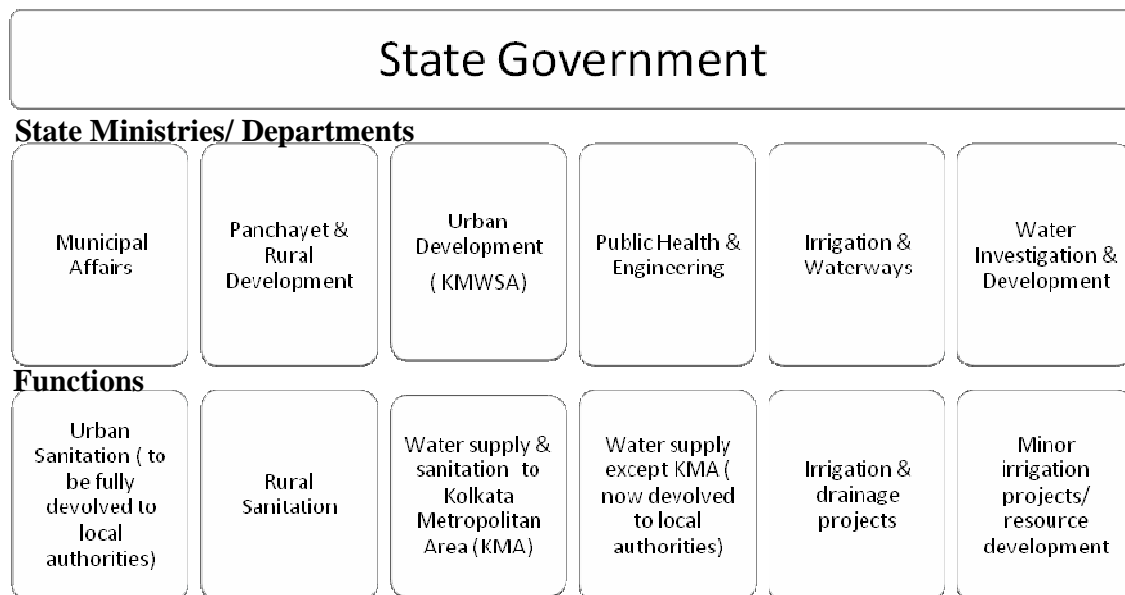 State Government
State Ministries/ Departments
Municipal
Affairs
Panchayet &
Rural
Development
Urban
Development
( KMWSA)
Public Health &
Engineering
Irrigation &
Waterways
Water
Investigation &
Development
Functions
Urban
Sanitation ( to
be fully
devolved to
local
authorities)
Rural
Sanitation
Water supply &
sanitation to
Kolkata
Metropolitan
Area (KMA)
Water supply
except KMA (
now devolved
to local
authorities)
Irrigation &
drainage
projects
Minor
irrigation
projects/
resource
development